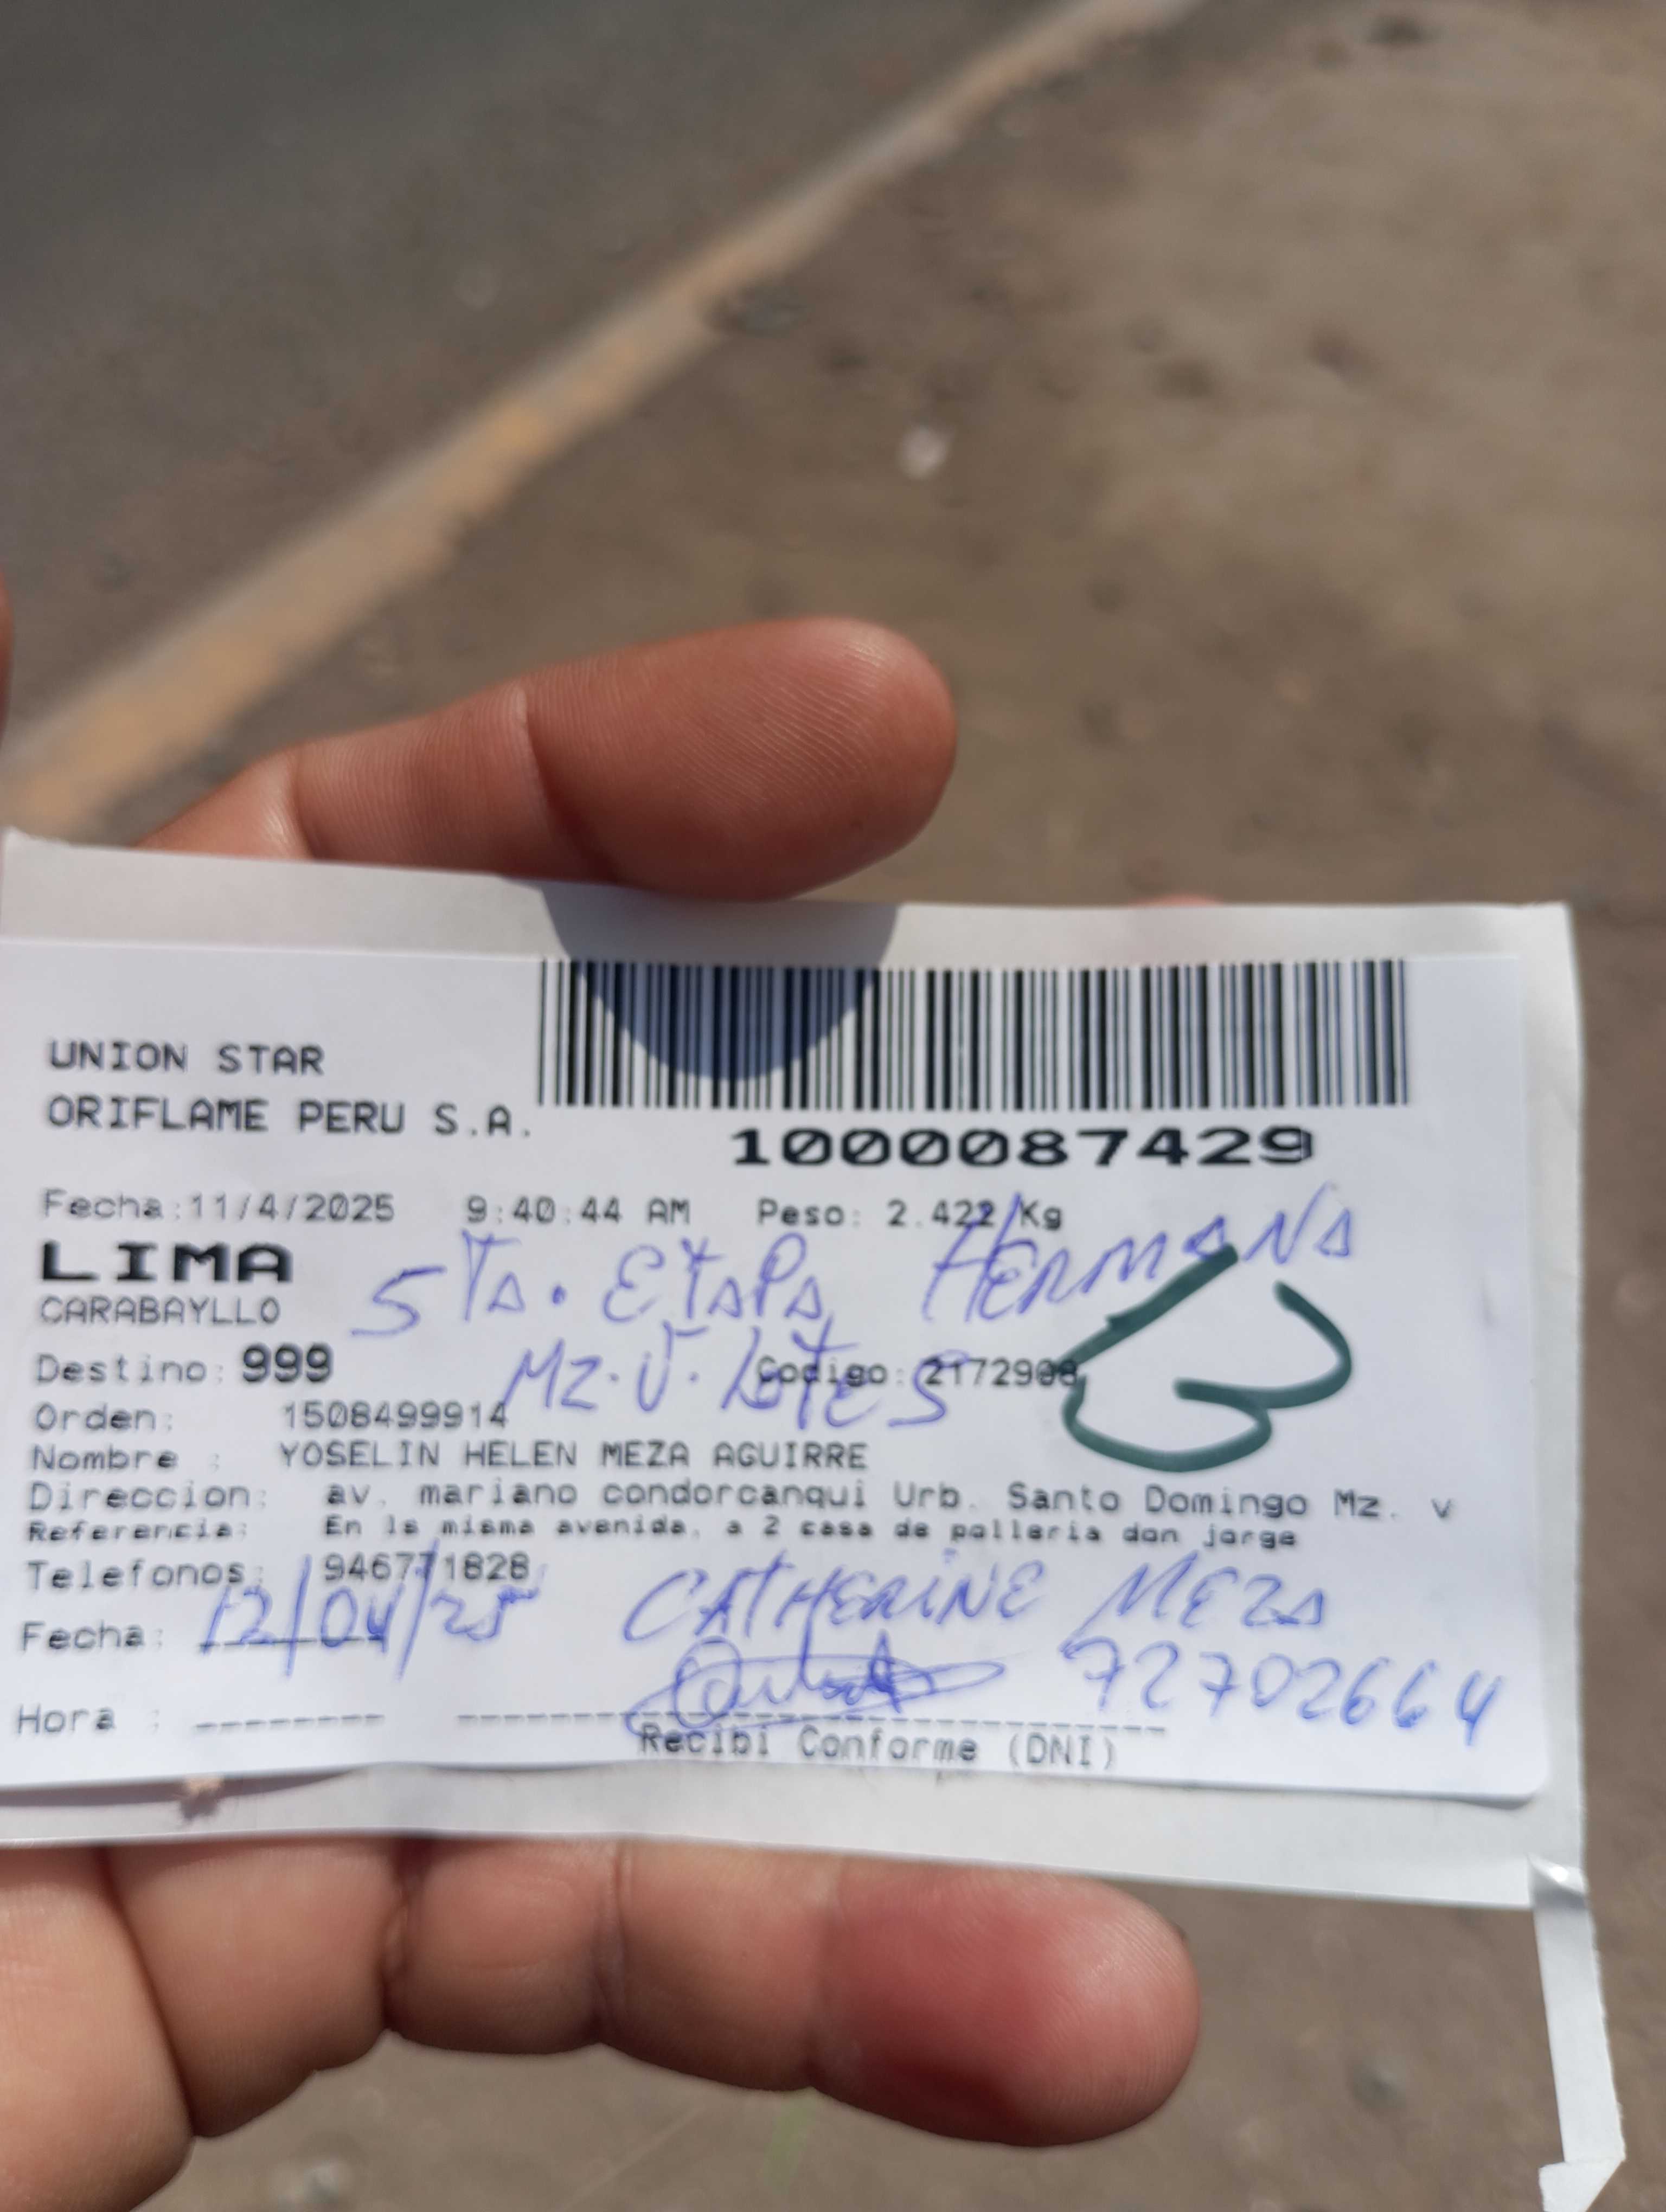 UNION STAR
ORIFLAME PERU S.A.
1000087429
Fecha:11/4/2025 9:40:44 AM Peso: 2.422 Kg
HERMANA
LIMA
5TA. ETAPA
CARABAYLLO
Destino: 999 Codigo: 2172908
MZ. V. LOTE 5
Orden: 1508499914
Nombre : YOSELIN HELEN MEZA AGUIRRE
Direccion: av. mariano condorcanqui Urb. Santo Domingo Mz. v
Referencia: En la misma avenida, a 2 casa de polleria don jorge
Telefonos: 946771828
CATHERINE MEZA
Fecha: 12/04/25
72702664
Hora :
Recibi Conforme (DNI)